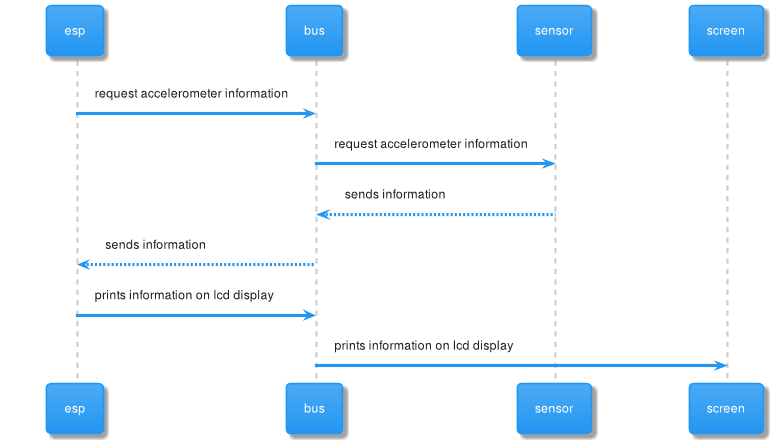 esp
bus
sensor
screen
request accelerometer information
request accelerometer information
sends information
sends information
prints information on lcd display
prints information on lcd display
esp
bus
sensor
screen